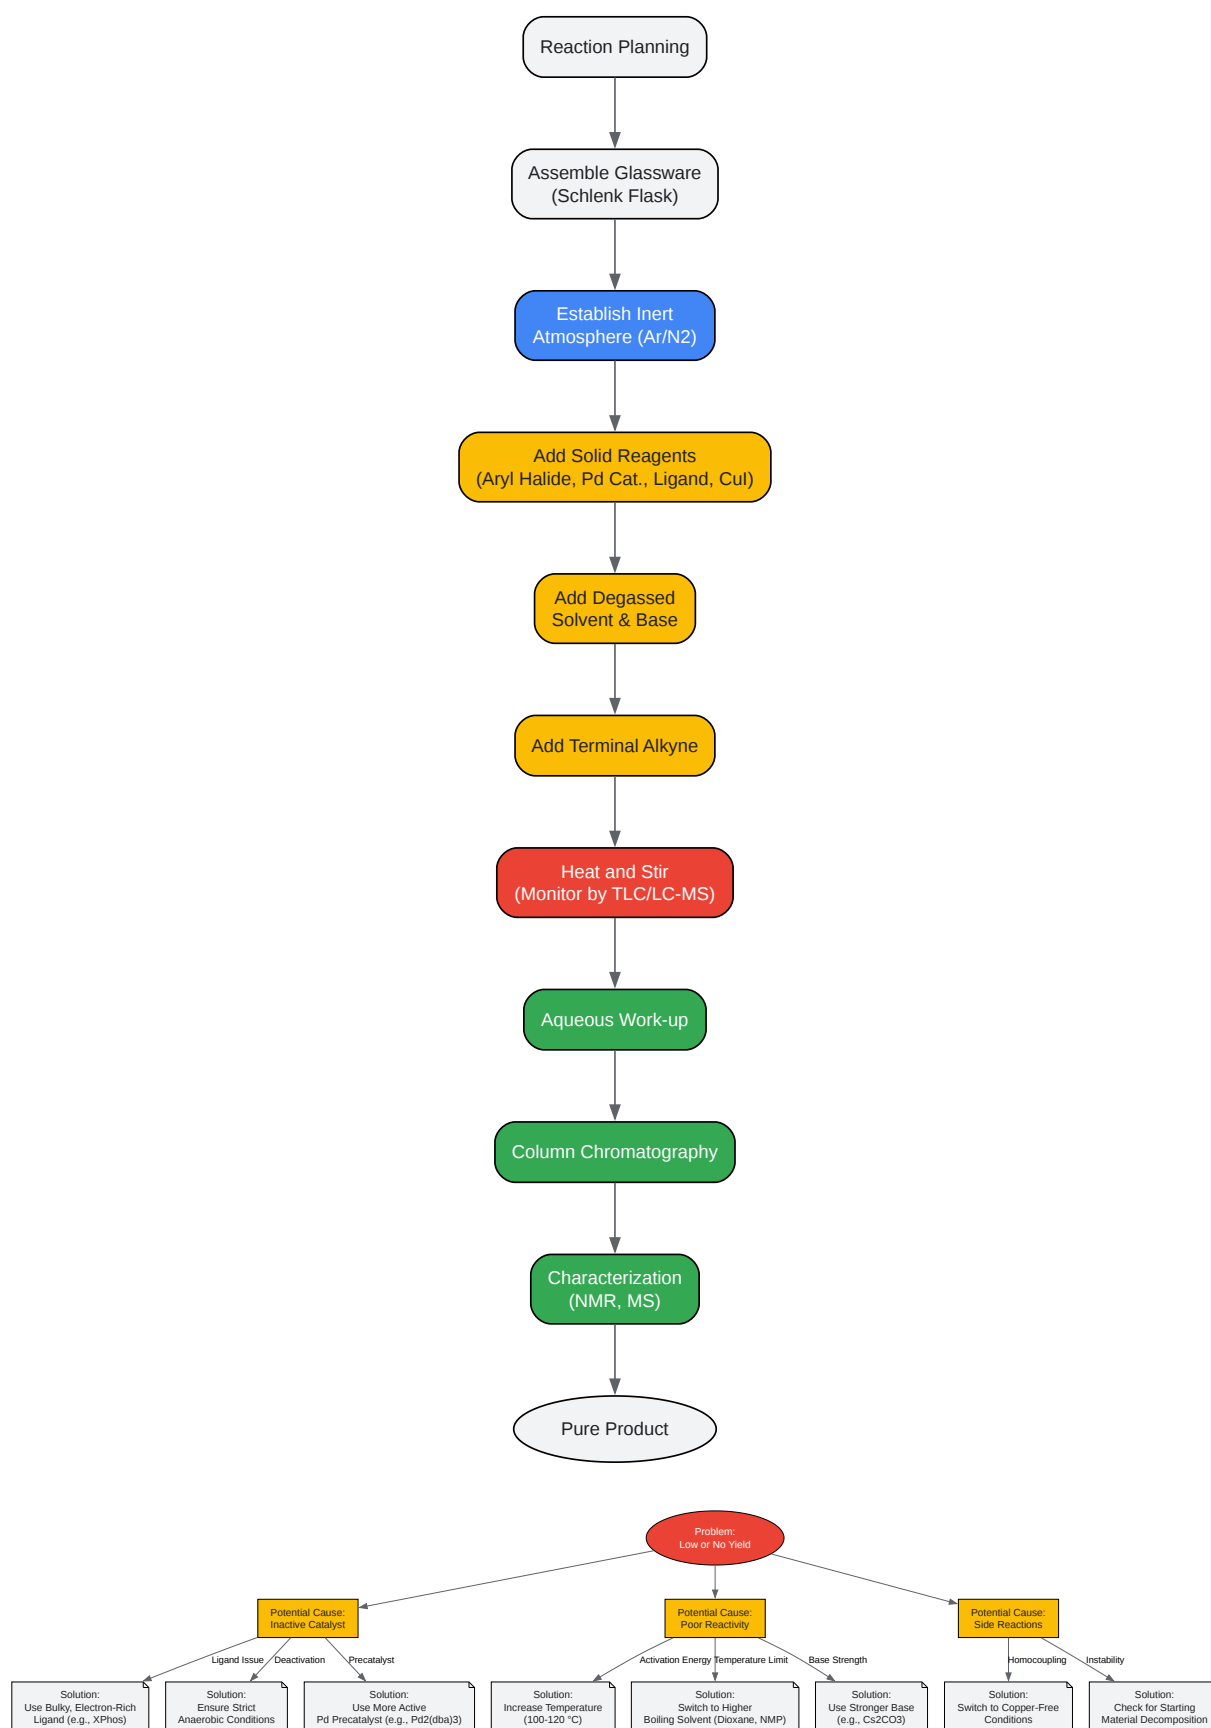 Reaction Planning
Assemble Glassware
(Schlenk Flask)
Establish Inert
Atmosphere (Ar/N2)
Add Solid Reagents
(Aryl Halide, Pd Cat., Ligand, CuI)
Add Degassed
Solvent & Base
Add Terminal Alkyne
Heat and Stir
(Monitor by TLC/LC-MS)
Aqueous Work-up
Column Chromatography
Characterization
(NMR, MS)
Pure Product
Problem:
Low or No Yield
Potential Cause:
Inactive Catalyst
Potential Cause:
Poor Reactivity
Potential Cause:
Side Reactions
Ligand Issue
Deactivation
Precatalyst
Activation Energy
Temperature Limit
Base Strength
Homocoupling
Instability
Solution:
Use Bulky, Electron-Rich
Ligand (e.g., XPhos)
Solution:
Ensure Strict
Anaerobic Conditions
Solution:
Use More Active
Pd Precatalyst (e.g., Pd2(dba)3)
Solution:
Increase Temperature
(100-120 °C)
Solution:
Switch to Higher
Boiling Solvent (Dioxane, NMP)
Solution:
Use Stronger Base
(e.g., Cs2CO3)
Solution:
Switch to Copper-Free
Conditions
Solution:
Check for Starting
Material Decomposition